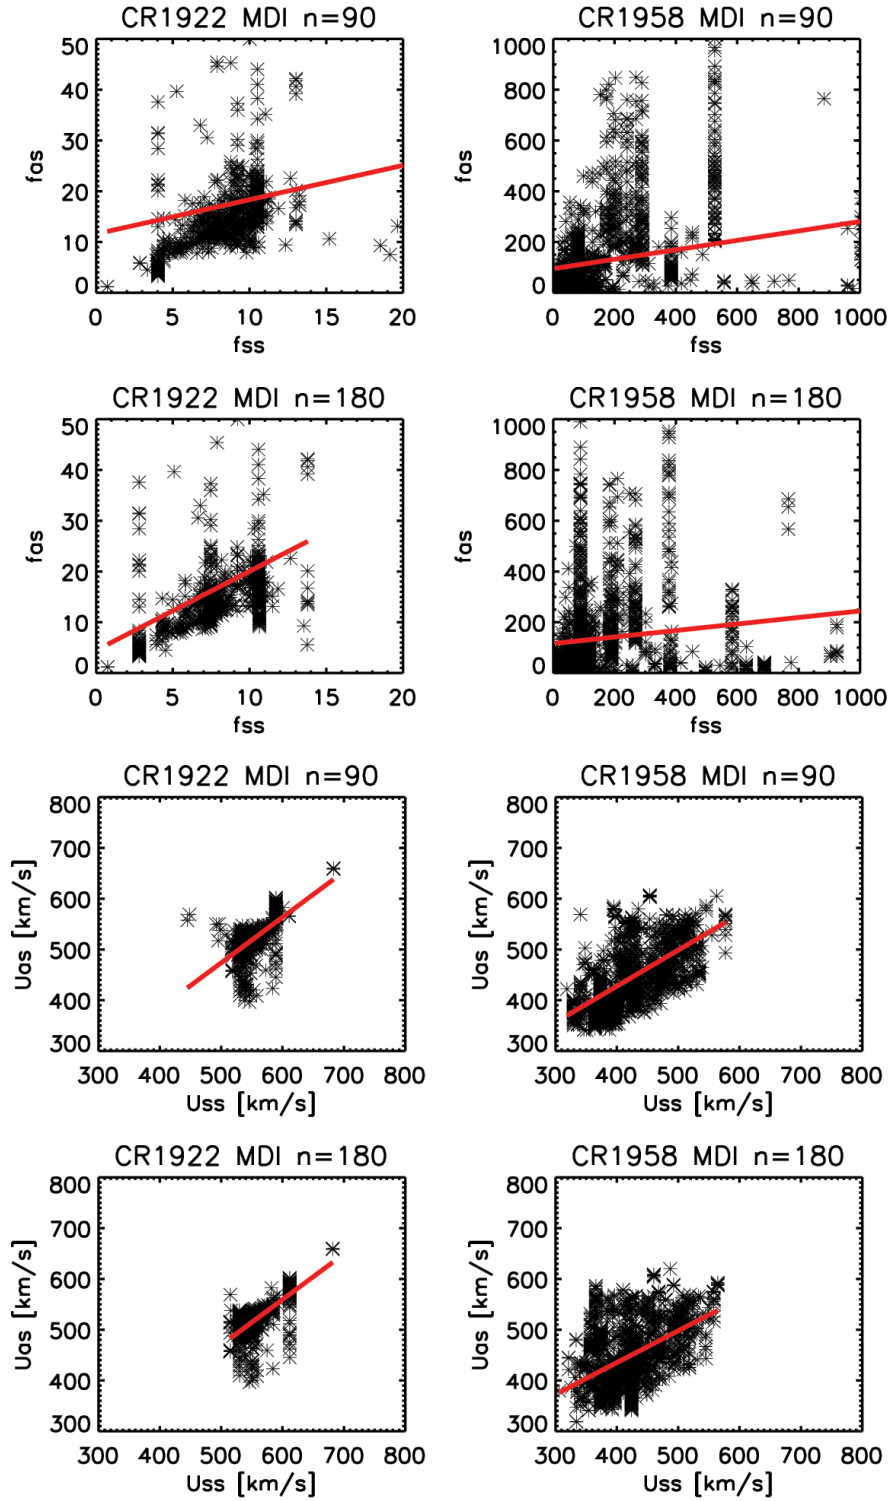 CR1922 MDI n=90
50
40
30
20
10
0
fas
0 5 10 15 20
fss
CR1958 MDI n=90
1000
800
600
400
200
0
fas
0 200 400 600 800 1000
fss
CR1922 MDI n=180
50
40
30
20
10
0
fas
0 5 10 15 20
fss
CR1958 MDI n=180
1000
800
600
400
200
0
fas
0 200 400 600 800 1000
fss
CR1922 MDI n=90
800
700
600
500
400
300
Uas [km/s]
300 400 500 600 700 800
Uss [km/s]
CR1958 MDI n=90
800
700
600
500
400
300
Uas [km/s]
300 400 500 600 700 800
Uss [km/s]
CR1922 MDI n=180
800
700
600
500
400
300
Uas [km/s]
300 400 500 600 700 800
Uss [km/s]
CR1958 MDI n=180
800
700
600
500
400
300
Uas [km/s]
300 400 500 600 700 800
Uss [km/s]